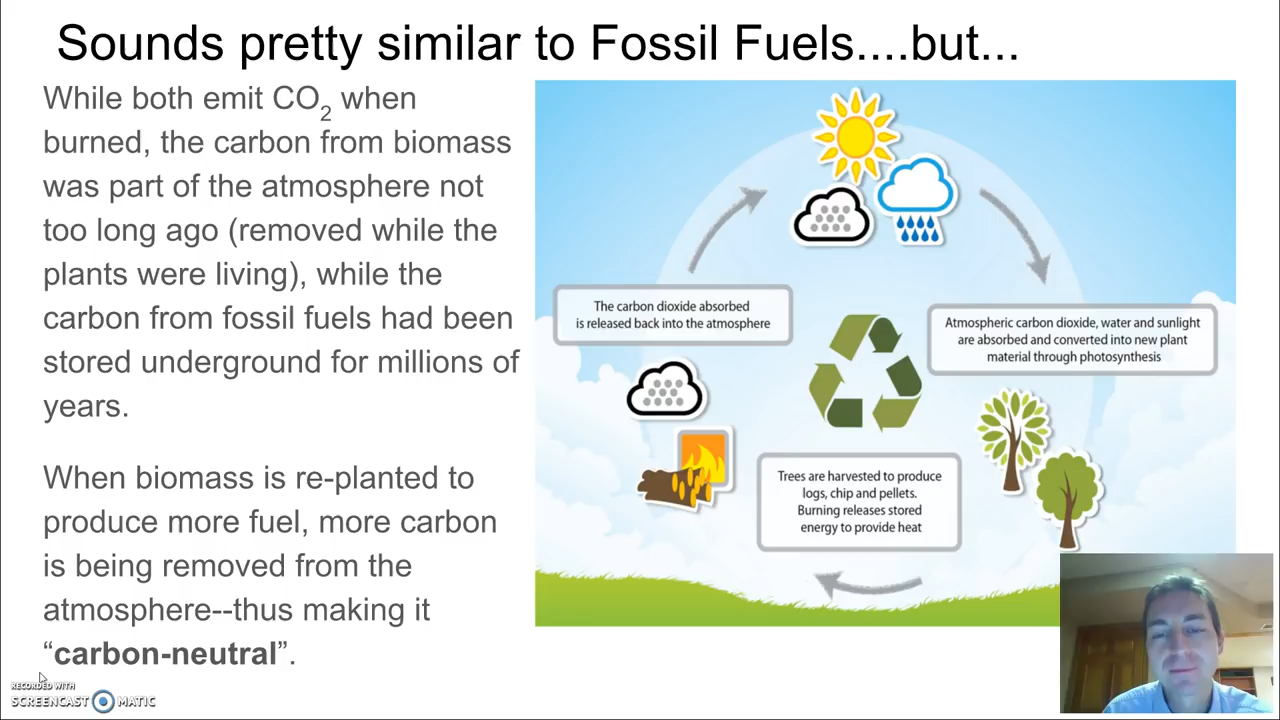 Sounds pretty similar to Fossil Fuels....but...
While both emit CO₂ when
burned, the carbon from biomass
was part of the atmosphere not
too long ago (removed while the
plants were living), while the
carbon from fossil fuels had been
stored underground for millions of
years.
When biomass is re-planted to
produce more fuel, more carbon
is being removed from the
atmosphere--thus making it
“carbon-neutral”.
The carbon dioxide absorbed
is released back into the atmosphere
Atmospheric carbon dioxide, water and sunlight
are absorbed and converted into new plant
material through photosynthesis
Trees are harvested to produce
logs, chip and pellets.
Burning releases stored
energy to provide heat
RECORDED WITH
SCREENCAST MATIC